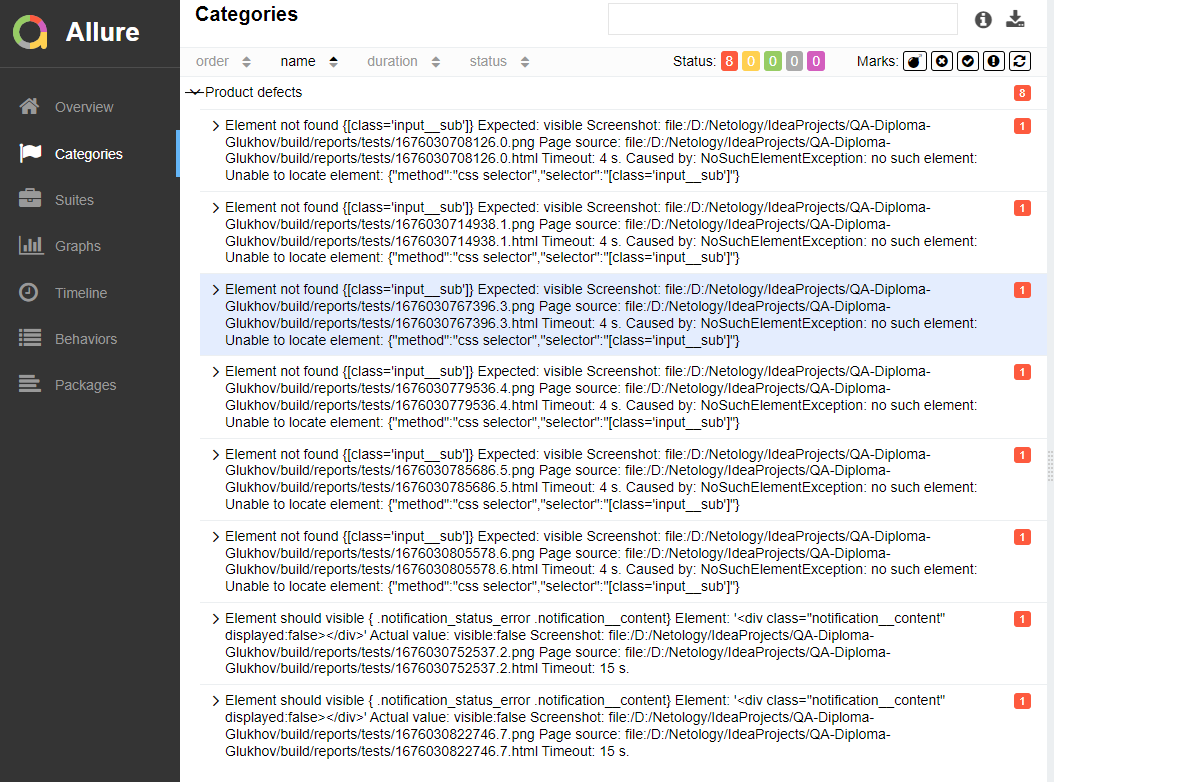 Allure
Overview
Categories
Suites
Graphs
Timeline
Behaviors
Packages
Categories
order name duration status Status: 8 0 0 0 0 Marks:
Product defects 8
Element not found {[class='input__sub']} Expected: visible Screenshot: file:/D:/Netology/IdeaProjects/QA-Diploma- 1
Glukhov/build/reports/tests/1676030708126.0.png Page source: file:/D:/Netology/IdeaProjects/QA-Diploma-
Glukhov/build/reports/tests/1676030708126.0.html Timeout: 4 s. Caused by: NoSuchElementException: no such element:
Unable to locate element: {"method":"css selector","selector":"[class='input__sub']"}
Element not found {[class='input__sub']} Expected: visible Screenshot: file:/D:/Netology/IdeaProjects/QA-Diploma- 1
Glukhov/build/reports/tests/1676030714938.1.png Page source: file:/D:/Netology/IdeaProjects/QA-Diploma-
Glukhov/build/reports/tests/1676030714938.1.html Timeout: 4 s. Caused by: NoSuchElementException: no such element:
Unable to locate element: {"method":"css selector","selector":"[class='input__sub']"}
Element not found {[class='input__sub']} Expected: visible Screenshot: file:/D:/Netology/IdeaProjects/QA-Diploma- 1
Glukhov/build/reports/tests/1676030767396.3.png Page source: file:/D:/Netology/IdeaProjects/QA-Diploma-
Glukhov/build/reports/tests/1676030767396.3.html Timeout: 4 s. Caused by: NoSuchElementException: no such element:
Unable to locate element: {"method":"css selector","selector":"[class='input__sub']"}
Element not found {[class='input__sub']} Expected: visible Screenshot: file:/D:/Netology/IdeaProjects/QA-Diploma- 1
Glukhov/build/reports/tests/1676030779536.4.png Page source: file:/D:/Netology/IdeaProjects/QA-Diploma-
Glukhov/build/reports/tests/1676030779536.4.html Timeout: 4 s. Caused by: NoSuchElementException: no such element:
Unable to locate element: {"method":"css selector","selector":"[class='input__sub']"}
Element not found {[class='input__sub']} Expected: visible Screenshot: file:/D:/Netology/IdeaProjects/QA-Diploma- 1
Glukhov/build/reports/tests/1676030785686.5.png Page source: file:/D:/Netology/IdeaProjects/QA-Diploma-
Glukhov/build/reports/tests/1676030785686.5.html Timeout: 4 s. Caused by: NoSuchElementException: no such element:
Unable to locate element: {"method":"css selector","selector":"[class='input__sub']"}
Element not found {[class='input__sub']} Expected: visible Screenshot: file:/D:/Netology/IdeaProjects/QA-Diploma- 1
Glukhov/build/reports/tests/1676030805578.6.png Page source: file:/D:/Netology/IdeaProjects/QA-Diploma-
Glukhov/build/reports/tests/1676030805578.6.html Timeout: 4 s. Caused by: NoSuchElementException: no such element:
Unable to locate element: {"method":"css selector","selector":"[class='input__sub']"}
Element should visible { .notification_status_error .notification__content} Element: '<div class="notification__content" 1
displayed:false></div>' Actual value: visible:false Screenshot: file:/D:/Netology/IdeaProjects/QA-Diploma-
Glukhov/build/reports/tests/1676030752537.2.png Page source: file:/D:/Netology/IdeaProjects/QA-Diploma-
Glukhov/build/reports/tests/1676030752537.2.html Timeout: 15 s.
Element should visible { .notification_status_error .notification__content} Element: '<div class="notification__content" 1
displayed:false></div>' Actual value: visible:false Screenshot: file:/D:/Netology/IdeaProjects/QA-Diploma-
Glukhov/build/reports/tests/1676030822746.7.png Page source: file:/D:/Netology/IdeaProjects/QA-Diploma-
Glukhov/build/reports/tests/1676030822746.7.html Timeout: 15 s.